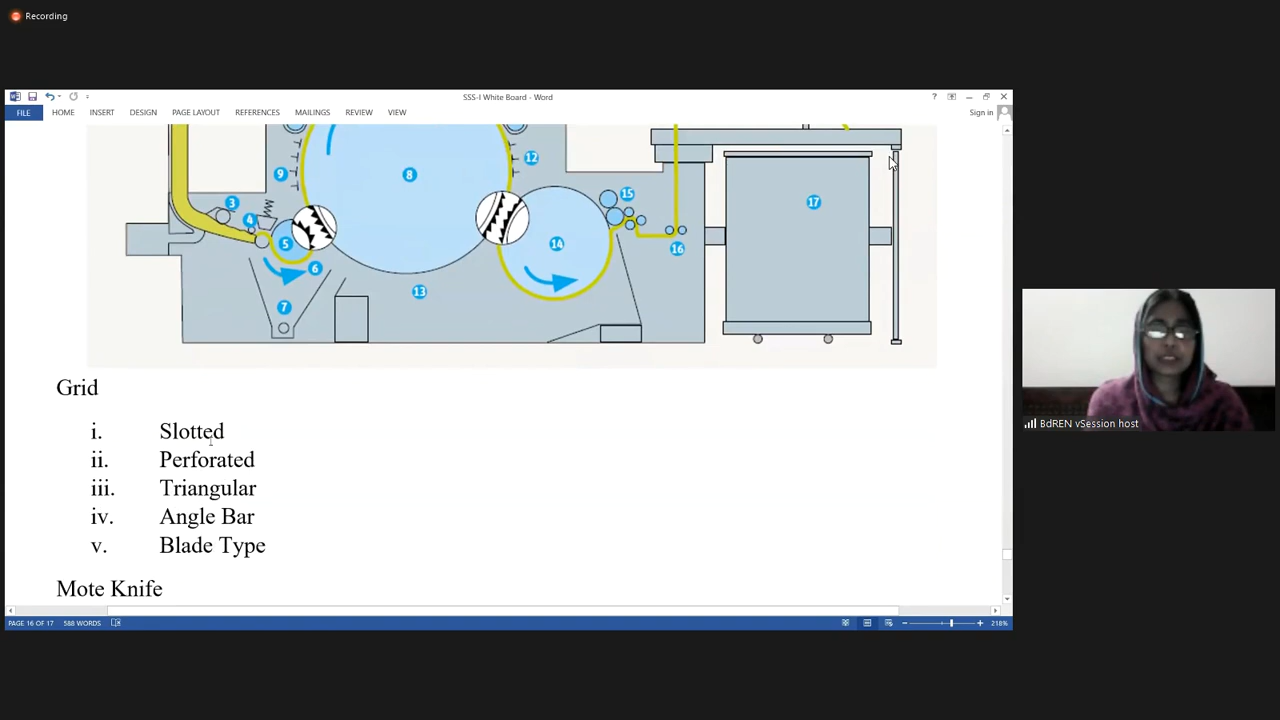 Recording
SSS-I White Board - Word
?
FILE HOME INSERT DESIGN PAGE LAYOUT REFERENCES MAILINGS REVIEW VIEW Sign in
9 8 12
3 4 15 17
5 14 16
6
7 13
Grid
i. Slotted
ii. Perforated
iii. Triangular
iv. Angle Bar
v. Blade Type
Mote Knife
BdREN vSession host
PAGE 16 OF 17 588 WORDS 218%